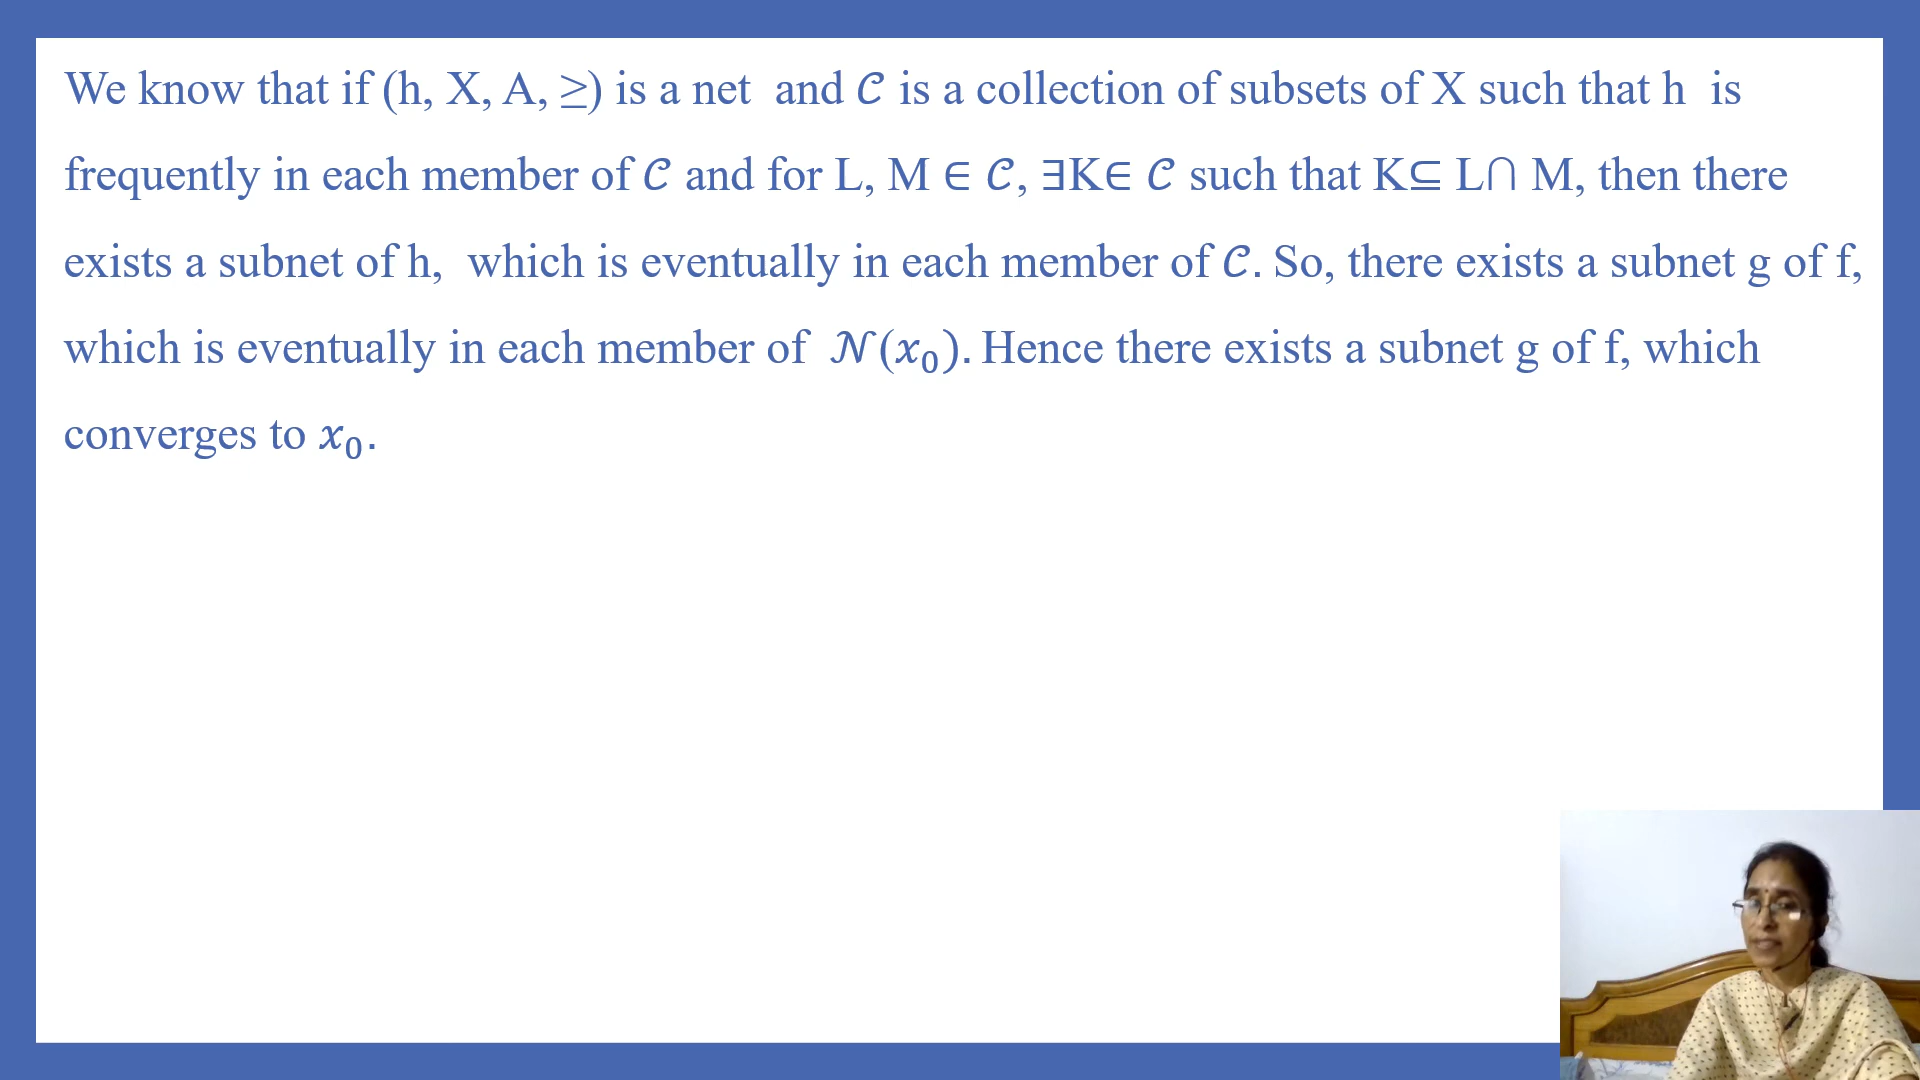 We know that if (h, X, A, ≥) is a net and 𝒞 is a collection of subsets of X such that h is
frequently in each member of 𝒞 and for L, M ∈ 𝒞, ∃K∈ 𝒞 such that K⊆ L∩ M, then there
exists a subnet of h, which is eventually in each member of 𝒞. So, there exists a subnet g of f,
which is eventually in each member of 𝒩(𝑥₀). Hence there exists a subnet g of f, which
converges to 𝑥₀.